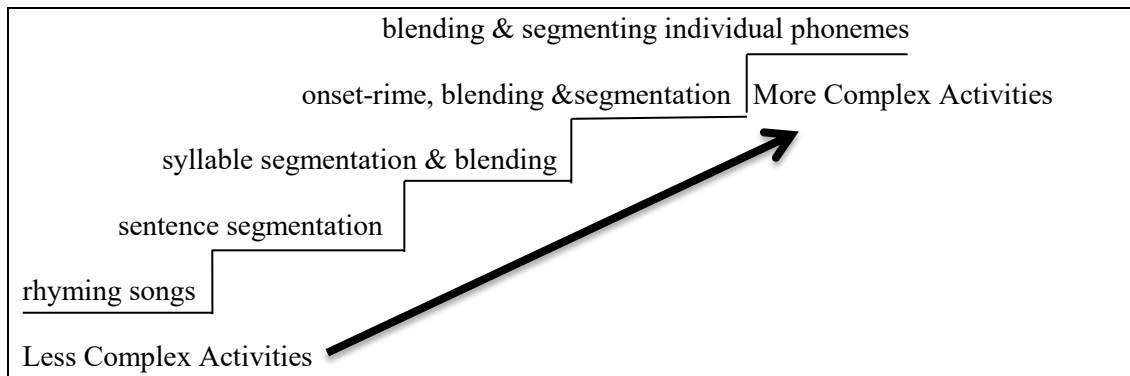 blending & segmenting individual phonemes
onset-rime, blending &segmentation
More Complex Activities
syllable segmentation & blending
sentence segmentation
rhyming songs
Less Complex Activities